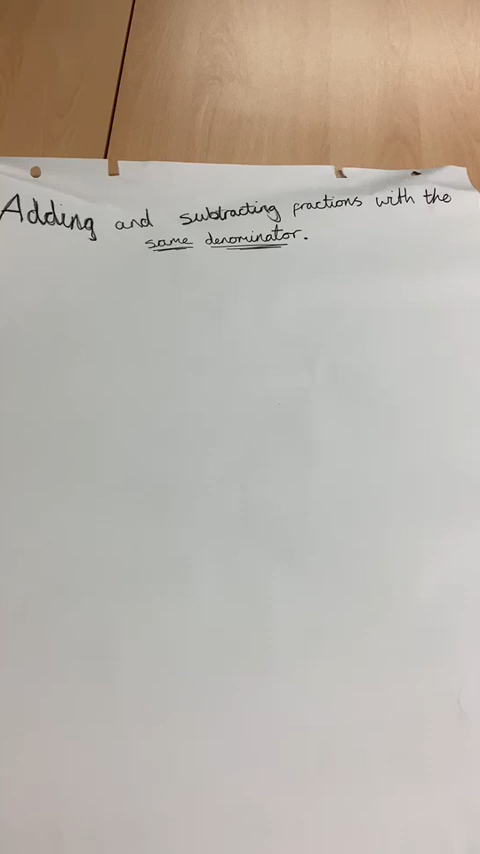 Adding and subtracting fractions with the
same denominator.